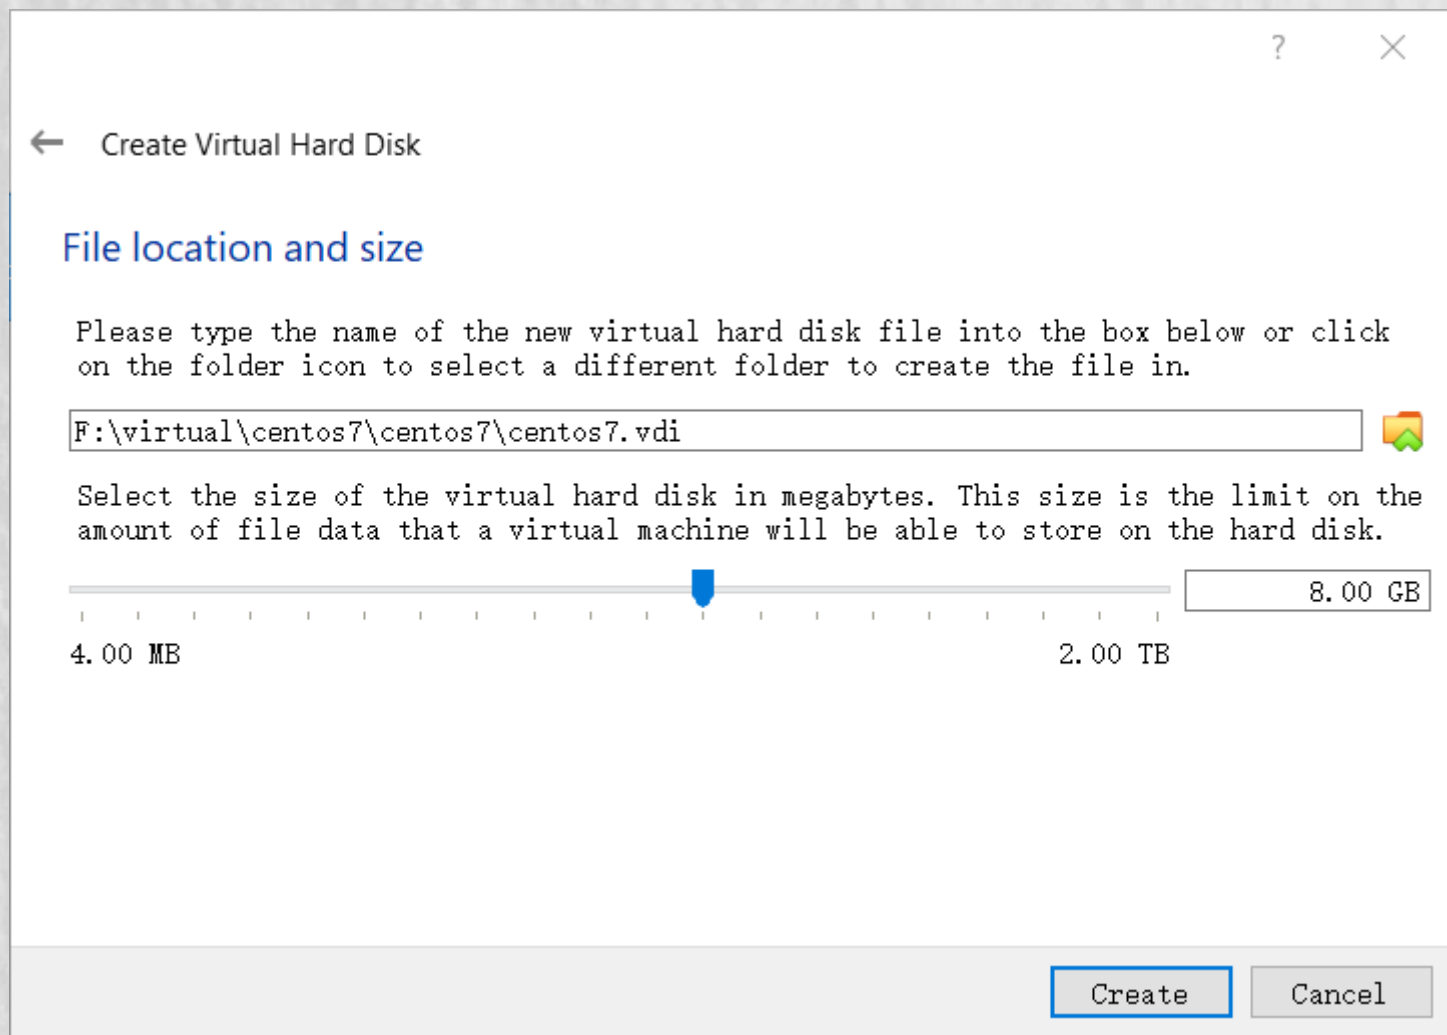 ?
Create Virtual Hard Disk
File location and size
Please type the name of the new virtual hard disk file into the box below or click
on the folder icon to select a different folder to create the file in.
F:\virtual\centos7\centos7\centos7.vdi
Select the size of the virtual hard disk in megabytes. This size is the limit on the
amount of file data that a virtual machine will be able to store on the hard disk.
8.00 GB
4.00 MB 2.00 TB
Create Cancel